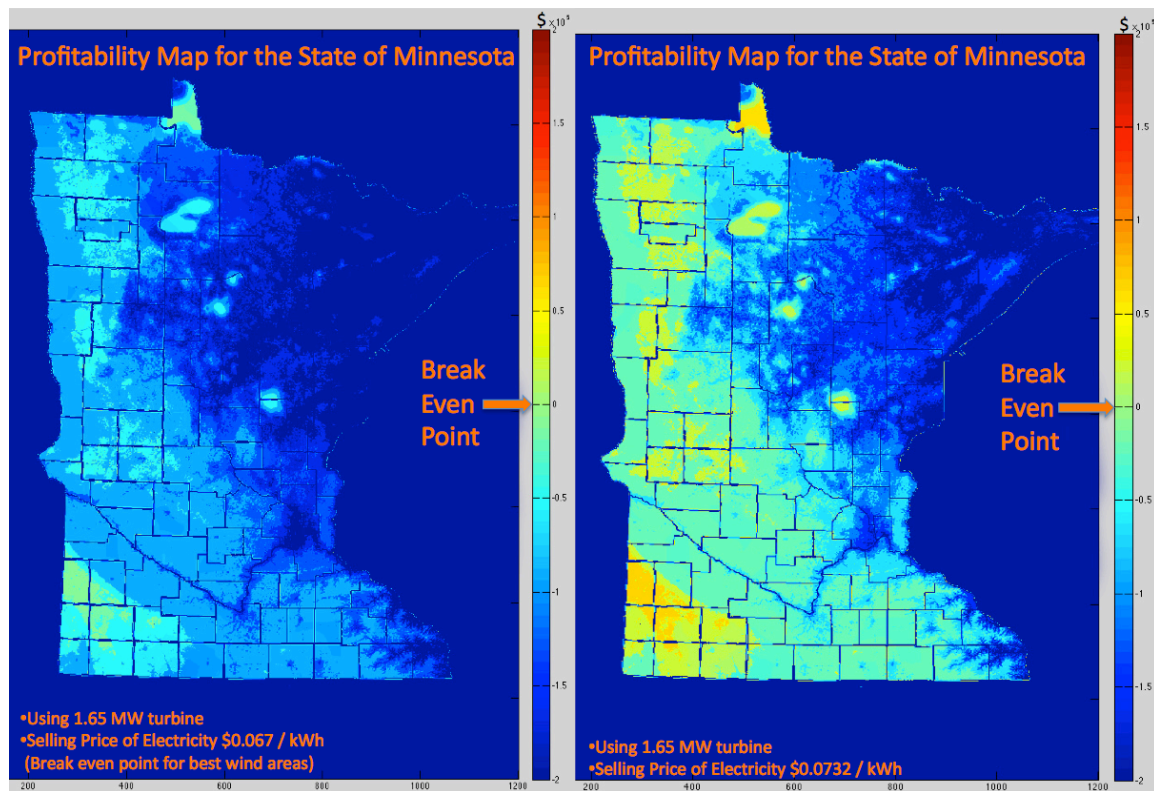 $ ×10⁵
Profitability Map for the State of Minnesota
2
1.5
1
0.5
Break
Even
Point
0
-0.5
-1
-1.5
-2
•Using 1.65 MW turbine
•Selling Price of Electricity $0.067 / kWh
(Break even point for best wind areas)
200
400
600
800
1000
1200
$ ×10⁵
Profitability Map for the State of Minnesota
2
1.5
1
0.5
Break
Even
Point
0
-0.5
-1
-1.5
-2
•Using 1.65 MW turbine
•Selling Price of Electricity $0.0732 / kWh
200
400
600
800
1000
1200